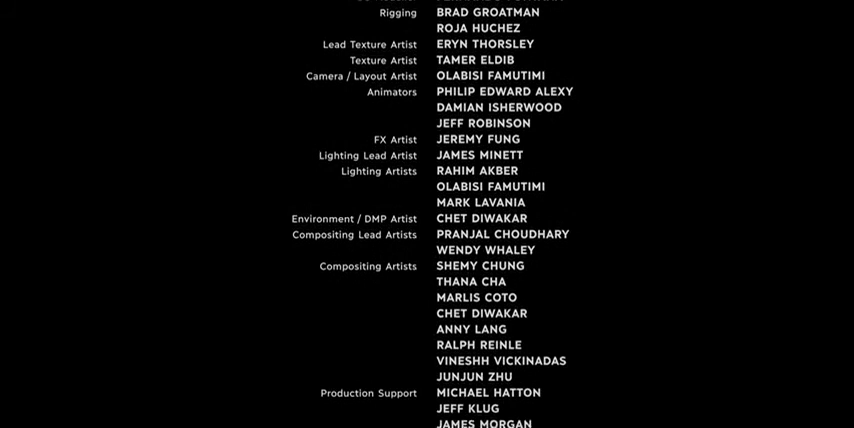 Rigging BRAD GROATMAN
ROJA HUCHEZ
Lead Texture Artist ERYN THORSLEY
Texture Artist TAMER ELDIB
Camera / Layout Artist OLABISI FAMUTIMI
Animators PHILIP EDWARD ALEXY
DAMIAN ISHERWOOD
JEFF ROBINSON
FX Artist JEREMY FUNG
Lighting Lead Artist JAMES MINETT
Lighting Artists RAHIM AKBER
OLABISI FAMUTIMI
MARK LAVANIA
Environment / DMP Artist CHET DIWAKAR
Compositing Lead Artists PRANJAL CHOUDHARY
WENDY WHALEY
Compositing Artists SHEMY CHUNG
THANA CHA
MARLIS COTO
CHET DIWAKAR
ANNY LANG
RALPH REINLE
VINESHH VICKINADAS
JUNJUN ZHU
Production Support MICHAEL HATTON
JEFF KLUG
JAMES MORGAN